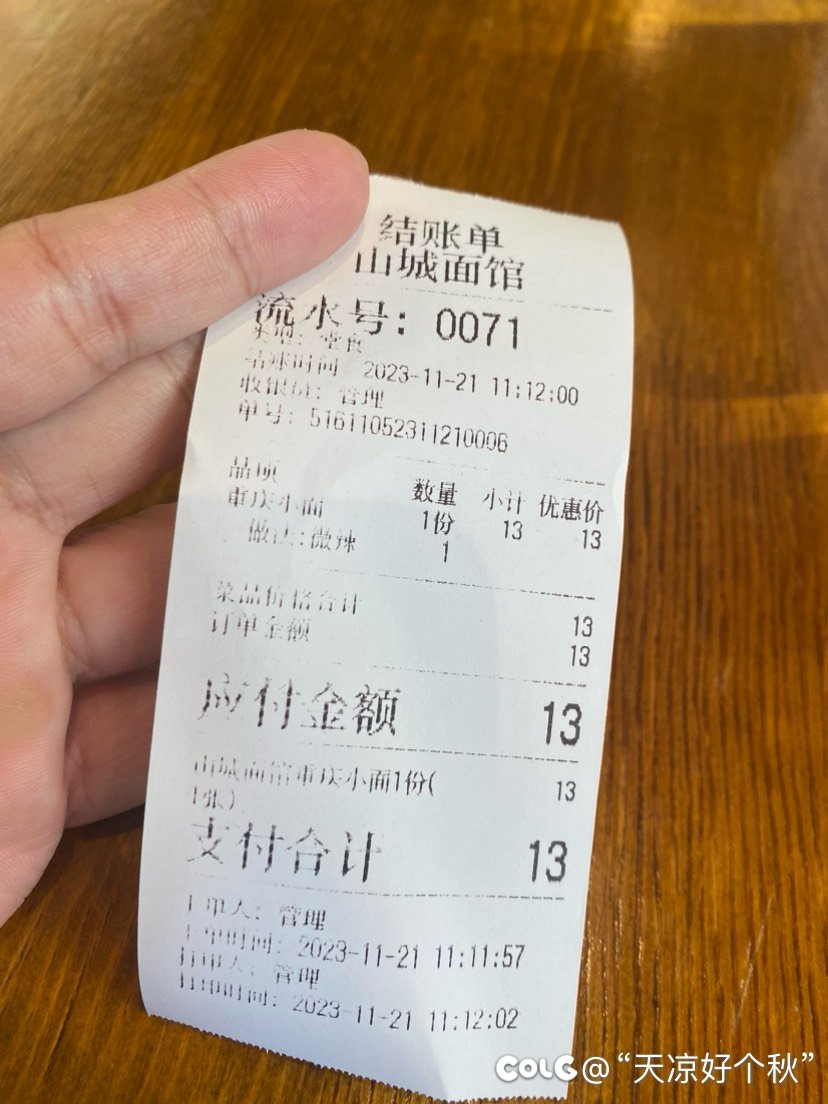 结账单
山城面馆
流水号: 0071
类型: 堂食
结账时间 2023-11-21 11:12:00
收银员: 管理
单号: 51611052311210006
品项 数量 小计 优惠价
重庆小面 1份 13 13
做法:微辣 1
菜品价格合计 13
订单金额 13
应付金额 13
山城面馆重庆小面1份( 13
1张)
支付合计 13
上单人: 管理
上单时间: 2023-11-21 11:11:57
打印人: 管理
打印时间: 2023-11-21 11:12:02
COLG@“天凉好个秋”